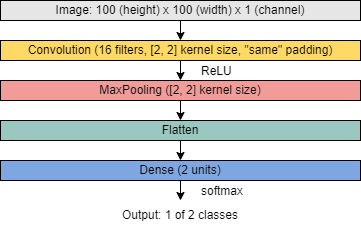 Image: 100 (height) x 100 (width) x 1 (channel)
Convolution (16 filters, [2, 2] kernel size, "same" padding)
ReLU
MaxPooling ([2, 2] kernel size)
Flatten
Dense (2 units)
softmax
Output: 1 of 2 classes